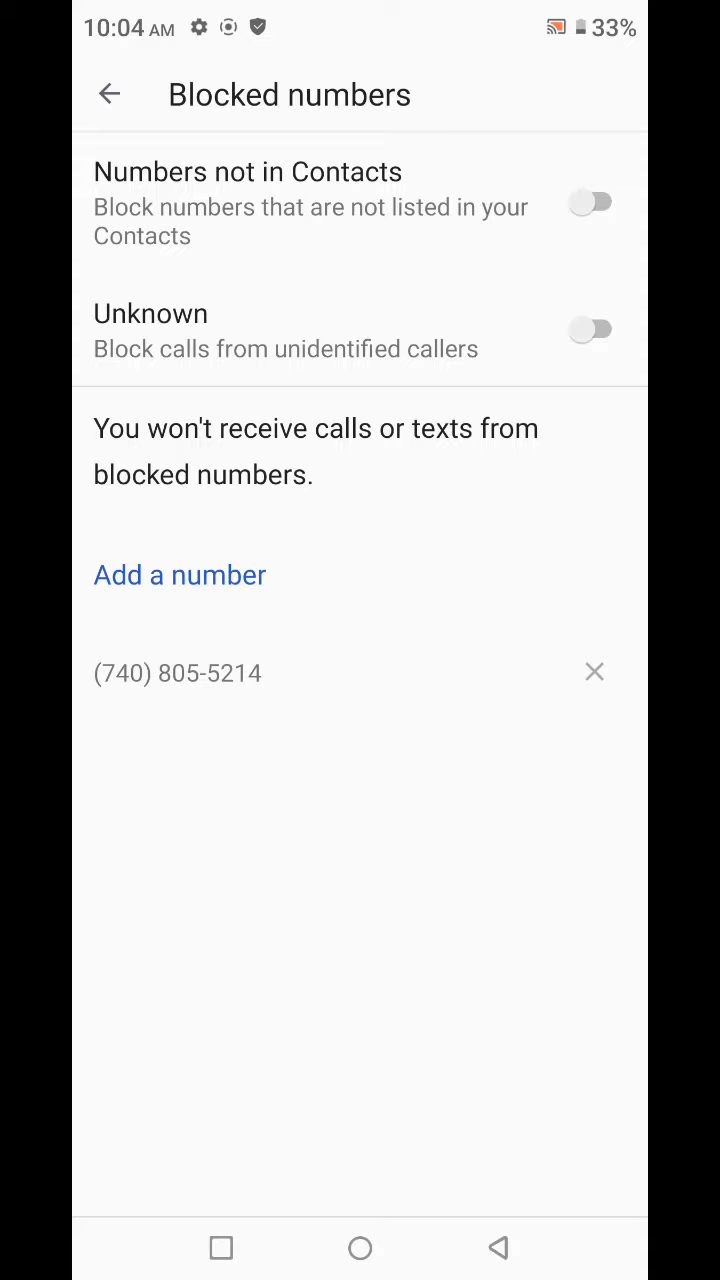 10:04 AM 33%
Blocked numbers
Numbers not in Contacts
Block numbers that are not listed in your
Contacts
Unknown
Block calls from unidentified callers
You won't receive calls or texts from
blocked numbers.
Add a number
(740) 805-5214